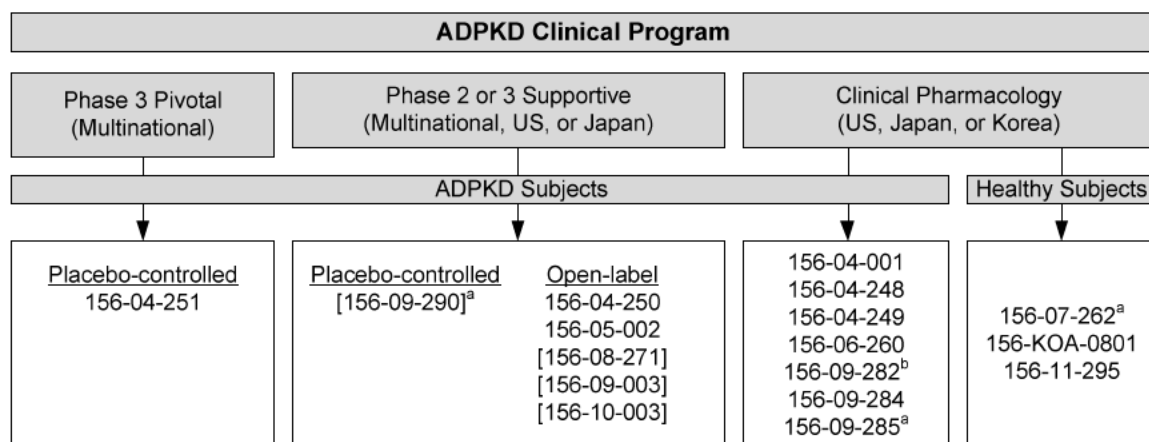 ADPKD Clinical Program
Phase 3 Pivotal
(Multinational)
Phase 2 or 3 Supportive
(Multinational, US, or Japan)
Clinical Pharmacology
(US, Japan, or Korea)
ADPKD Subjects
Healthy Subjects
Placebo-controlled
156-04-251
Placebo-controlled
[156-09-290]a
Open-label
156-04-250
156-05-002
[156-08-271]
[156-09-003]
[156-10-003]
156-04-001
156-04-248
156-04-249
156-06-260
156-09-282b
156-09-284
156-09-285a
156-07-262a
156-KOA-0801
156-11-295